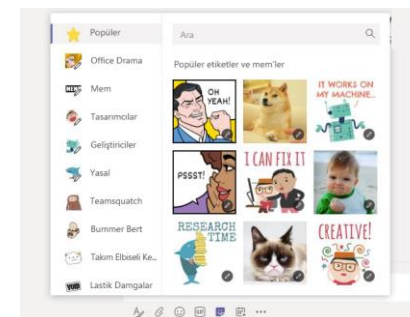 Popüler
Office Drama
Mem
Tasarımcılar
Geliştiriciler
Yasal
Teamsquatch
Bummer Bert
Takım Elbiseli Ke...
Lastik Damgalar
Ara
Popüler etiketler ve mem'ler
OH YEAH!
IT WORKS ON
MY MACHINE...
PSSST!
I CAN FIX IT
RESEARCH
TIME
CREATIVE!
GIF